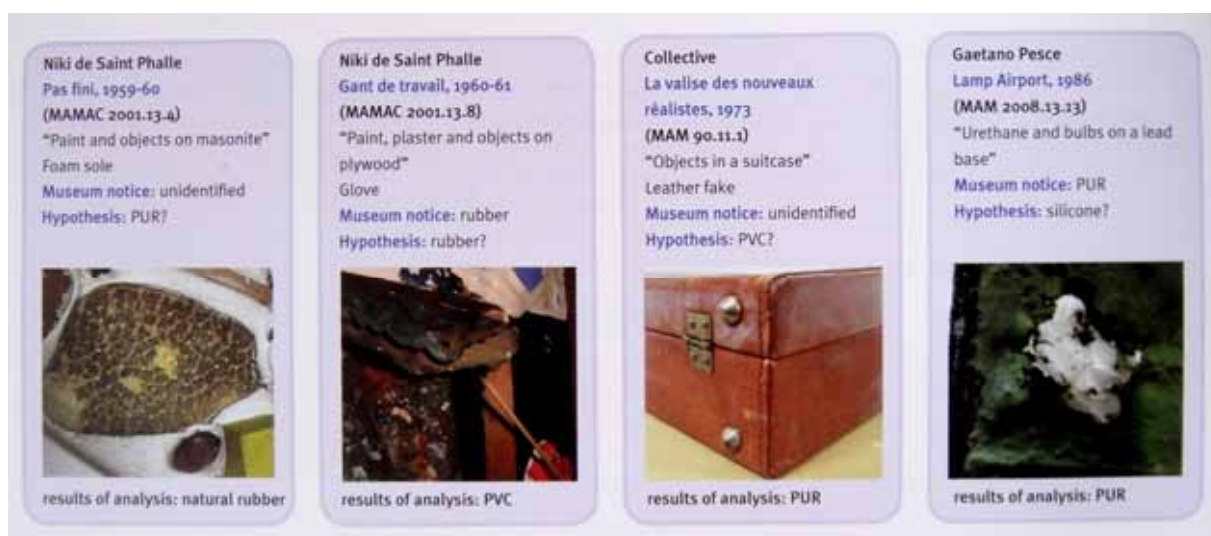 Niki de Saint Phalle
Pas fini, 1959-60
(MAMAC 2001.13.4)
“Paint and objects on masonite”
Foam sole
Museum notice: unidentified
Hypothesis: PUR?
results of analysis: natural rubber
Niki de Saint Phalle
Gant de travail, 1960-61
(MAMAC 2001.13.8)
“Paint, plaster and objects on
plywood”
Glove
Museum notice: rubber
Hypothesis: rubber?
results of analysis: PVC
Collective
La valise des nouveaux
réalistes, 1973
(MAM 90.11.1)
“Objects in a suitcase”
Leather fake
Museum notice: unidentified
Hypothesis: PVC?
results of analysis: PUR
Gaetano Pesce
Lamp Airport, 1986
(MAM 2008.13.13)
“Urethane and bulbs on a lead
base”
Museum notice: PUR
Hypothesis: silicone?
results of analysis: PUR